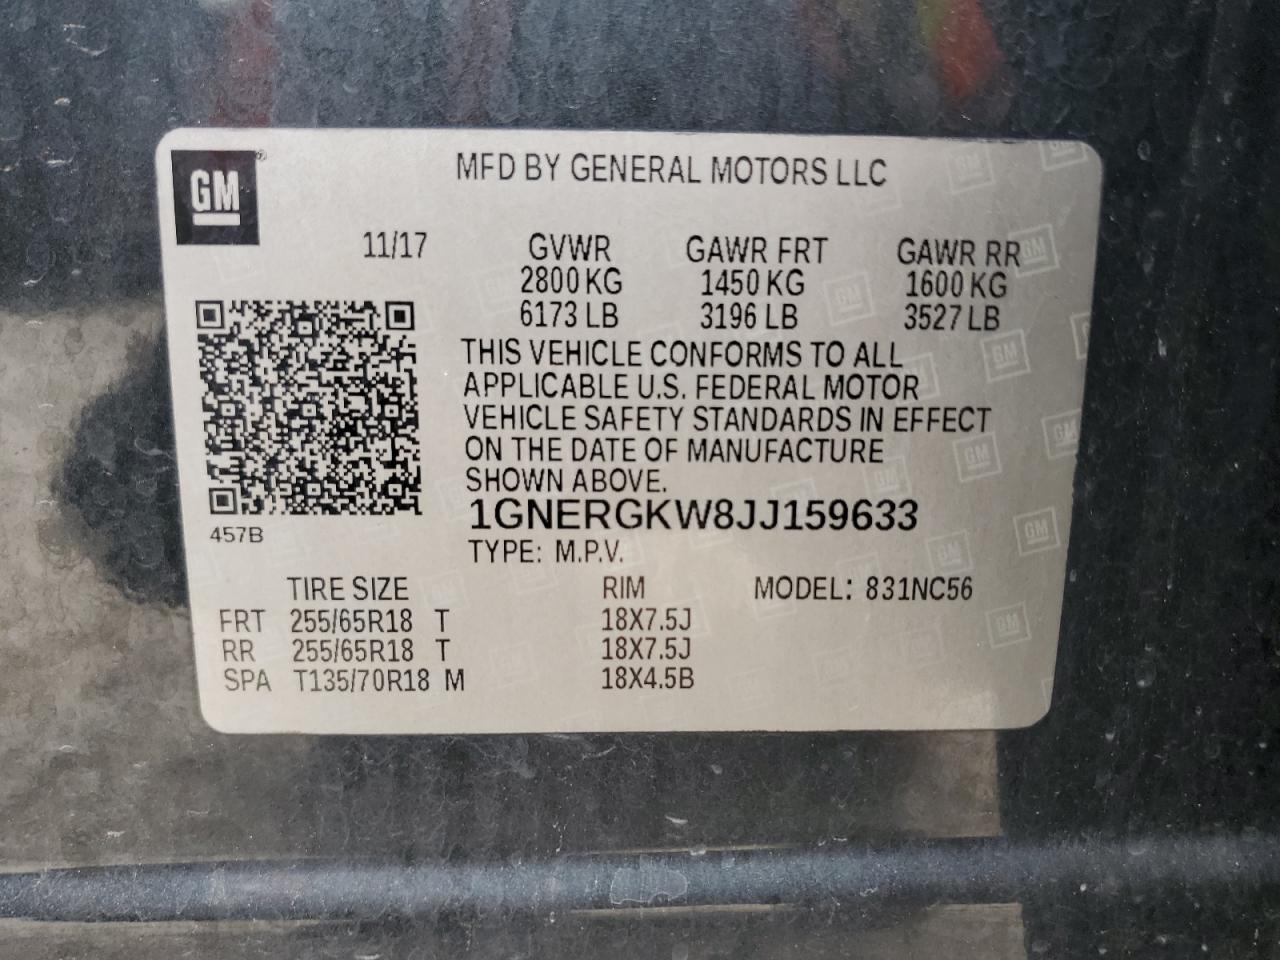 GM
MFD BY GENERAL MOTORS LLC
11/17 GVWR GAWR FRT GAWR RR
2800 KG 1450 KG 1600 KG
6173 LB 3196 LB 3527 LB
THIS VEHICLE CONFORMS TO ALL
APPLICABLE U.S. FEDERAL MOTOR
VEHICLE SAFETY STANDARDS IN EFFECT
ON THE DATE OF MANUFACTURE
SHOWN ABOVE.
1GNERGKW8JJ159633
457B
TYPE: M.P.V.
TIRE SIZE RIM MODEL: 831NC56
FRT 255/65R18 T 18X7.5J
RR 255/65R18 T 18X7.5J
SPA T135/70R18 M 18X4.5B